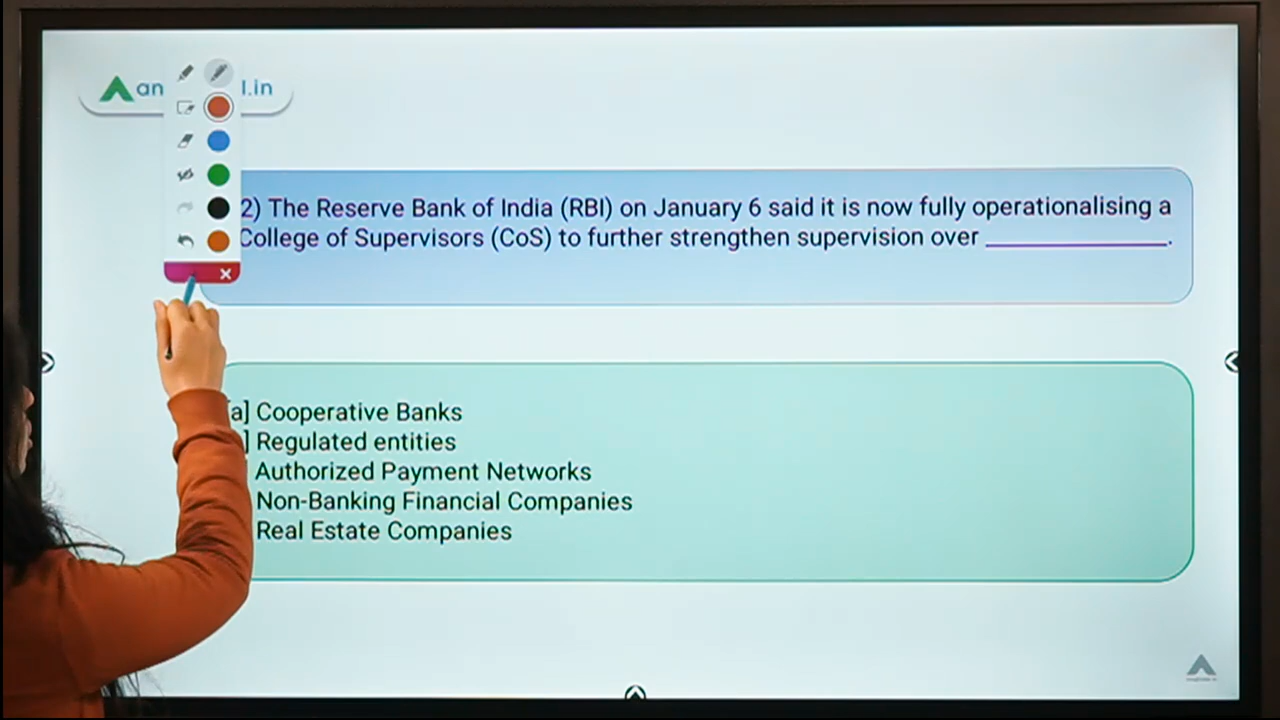 an l.in
2) The Reserve Bank of India (RBI) on January 6 said it is now fully operationalising a
College of Supervisors (CoS) to further strengthen supervision over ____________.
[a] Cooperative Banks
] Regulated entities
Authorized Payment Networks
Non-Banking Financial Companies
Real Estate Companies